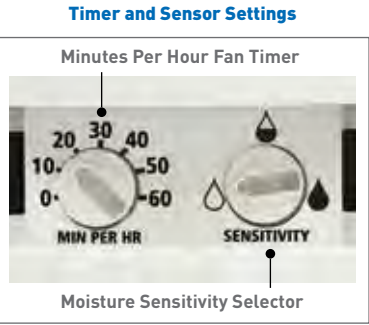 Timer and Sensor Settings
Minutes Per Hour Fan Timer
30
20 40
10 50
0 60
MIN PER HR SENSITIVITY
Moisture Sensitivity Selector